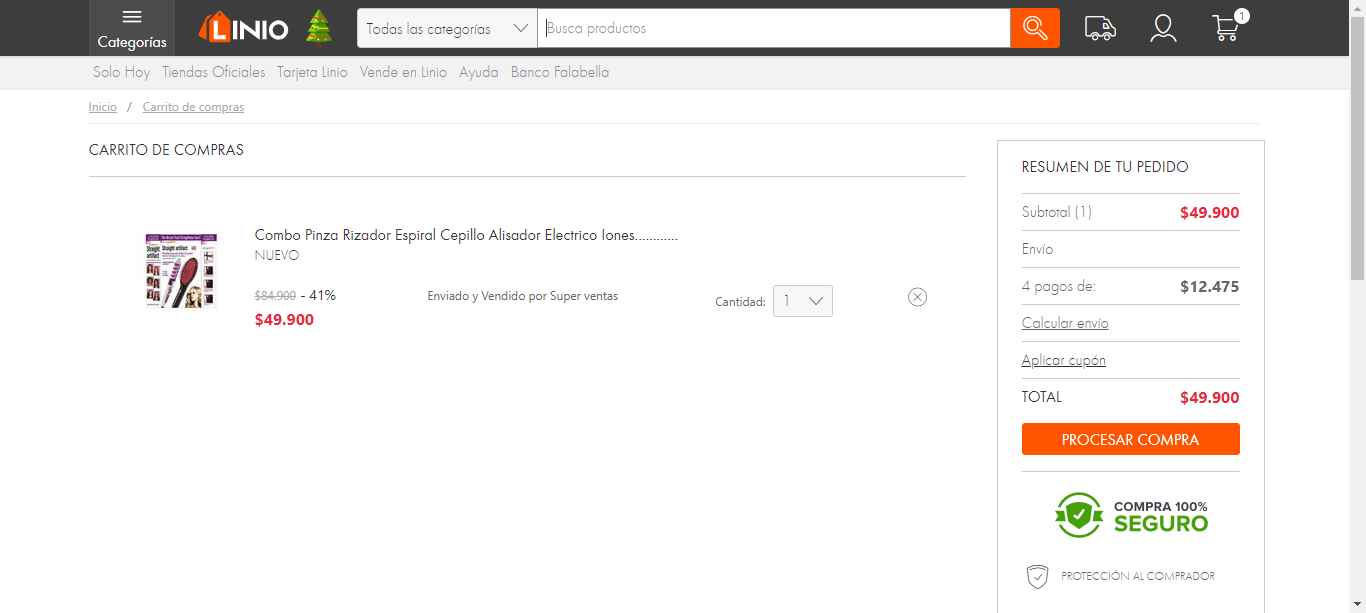 Categorías
LINIO
Todas las categorías
Busca productos
1
Solo Hoy Tiendas Oficiales Tarjeta Linio Vende en Linio Ayuda Banco Falabella
Inicio / Carrito de compras
CARRITO DE COMPRAS
Combo Pinza Rizador Espiral Cepillo Alisador Electrico Iones............
NUEVO
$84.900 - 41%
$49.900
Enviado y Vendido por Super ventas
Cantidad: 1
RESUMEN DE TU PEDIDO
Subtotal (1) $49.900
Envío
4 pagos de: $12.475
Calcular envío
Aplicar cupón
TOTAL $49.900
PROCESAR COMPRA
COMPRA 100%
SEGURO
PROTECCIÓN AL COMPRADOR